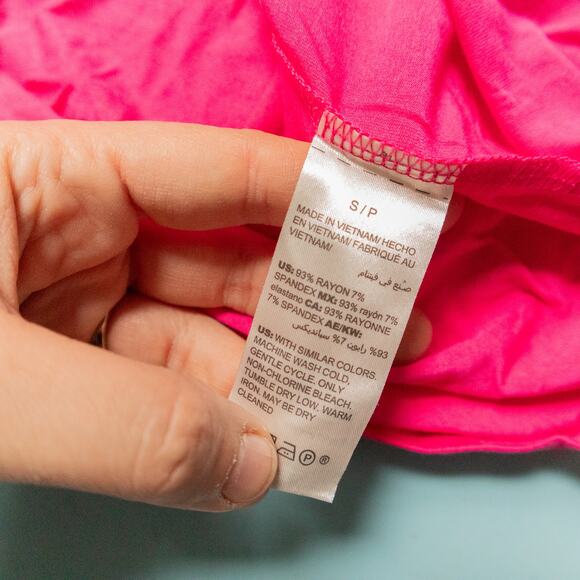 S / P
MADE IN VIETNAM/ HECHO
EN VIETNAM/ FABRIQUÉ AU
VIETNAM/
صنع في فيتنام
US: 93% RAYON 7%
SPANDEX MX: 93% rayón 7%
elastano CA: 93% RAYONNE
7% SPANDEX AE/KW:
93% رايون 7% سبانديكس
US: WITH SIMILAR COLORS,
MACHINE WASH COLD,
GENTLE CYCLE. ONLY
NON-CHLORINE BLEACH,
TUMBLE DRY LOW. WARM
IRON. MAY BE DRY
CLEANED
P ®